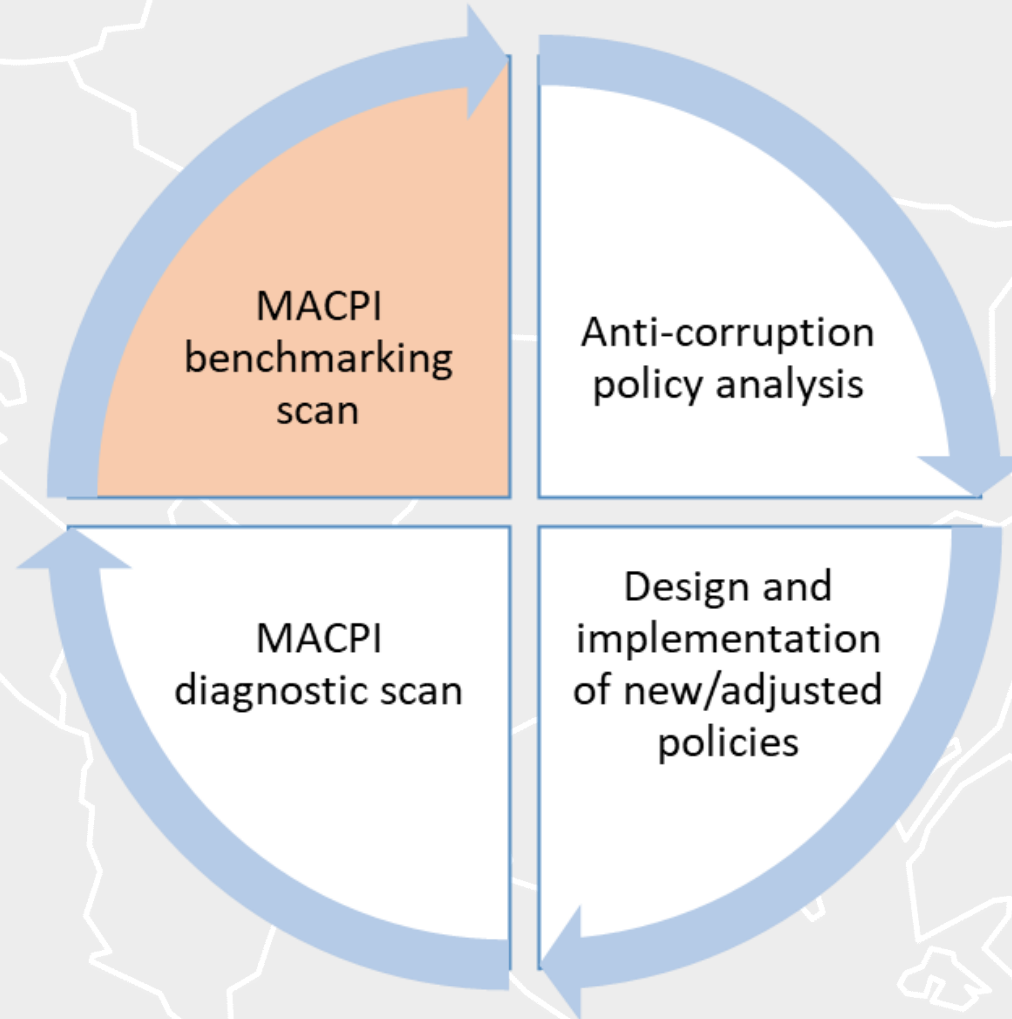 MACPI
benchmarking
scan
Anti-corruption
policy analysis
MACPI
diagnostic scan
Design and
implementation
of new/adjusted
policies